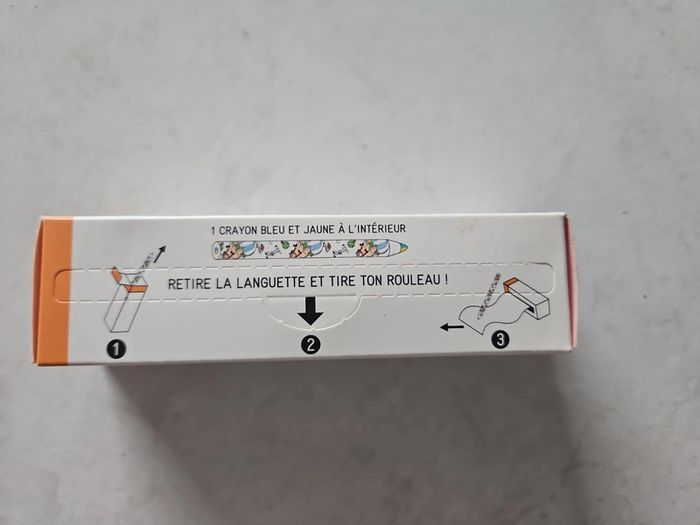 1 CRAYON BLEU ET JAUNE À L'INTÉRIEUR
RETIRE LA LANGUETTE ET TIRE TON ROULEAU !
1
2
3